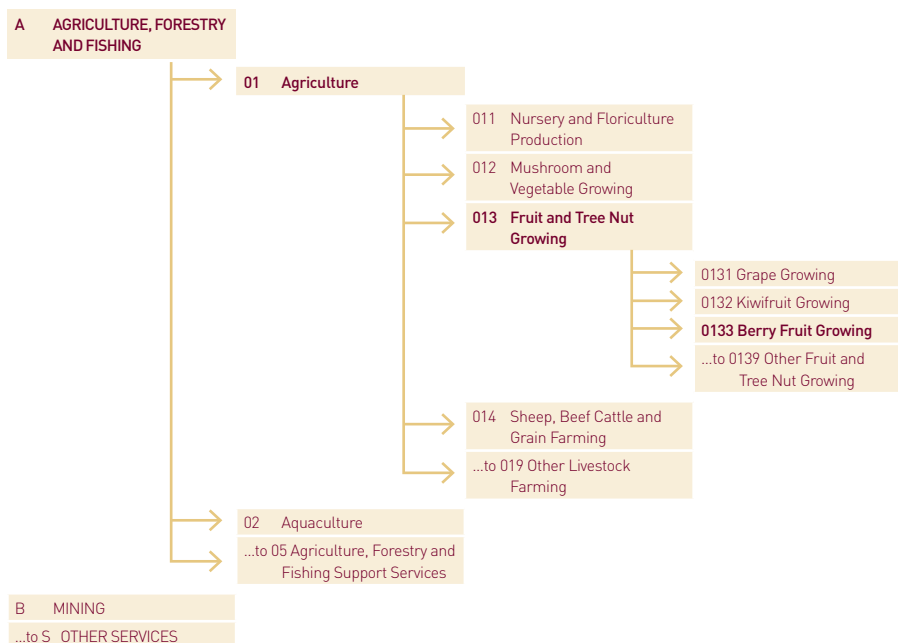 A AGRICULTURE, FORESTRY
AND FISHING
01 Agriculture
011 Nursery and Floriculture
Production
012 Mushroom and
Vegetable Growing
013 Fruit and Tree Nut
Growing
0131 Grape Growing
0132 Kiwifruit Growing
0133 Berry Fruit Growing
...to 0139 Other Fruit and
Tree Nut Growing
014 Sheep, Beef Cattle and
Grain Farming
...to 019 Other Livestock
Farming
02 Aquaculture
...to 05 Agriculture, Forestry and
Fishing Support Services
B MINING
...to S OTHER SERVICES